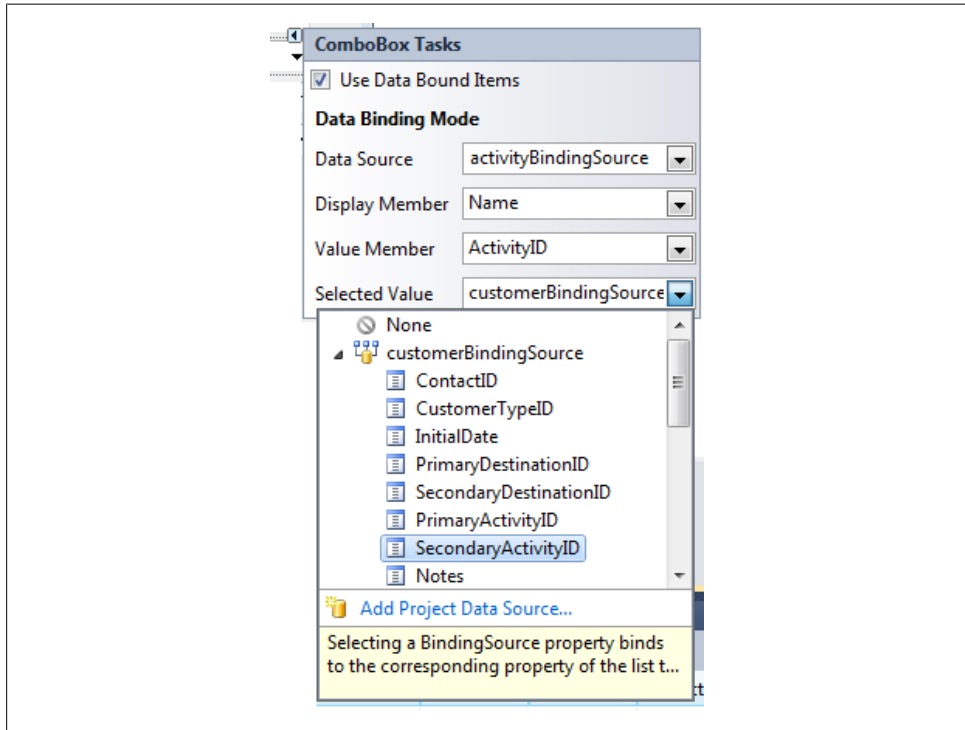 ComboBox Tasks
Use Data Bound Items
Data Binding Mode
Data Source activityBindingSource
Display Member Name
Value Member ActivityID
Selected Value customerBindingSource
None
customerBindingSource
ContactID
CustomerTypeID
InitialDate
PrimaryDestinationID
SecondaryDestinationID
PrimaryActivityID
SecondaryActivityID
Notes
Add Project Data Source...
Selecting a BindingSource property binds
to the corresponding property of the list t...